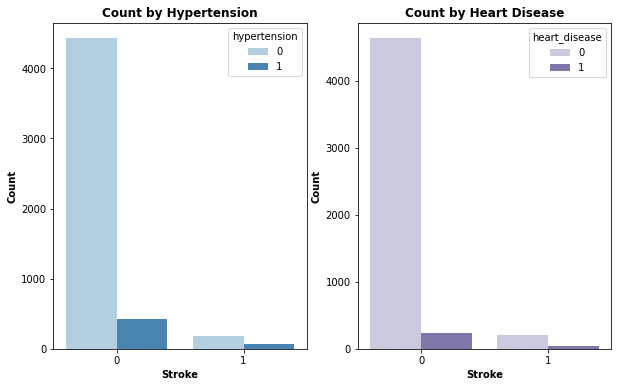 Count by Hypertension
hypertension
0
1
4000
3000
2000
1000
0
Count
0
1
Stroke
Count by Heart Disease
heart_disease
0
1
4000
3000
2000
1000
0
Count
0
1
Stroke